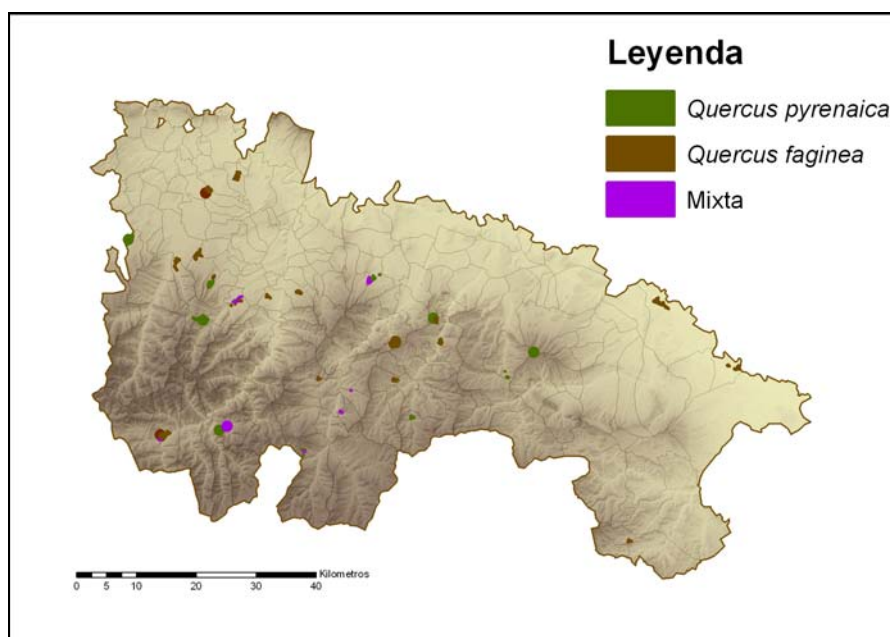 Leyenda
Quercus pyrenaica
Quercus faginea
Mixta
Kilometros
0 5 10 20 30 40